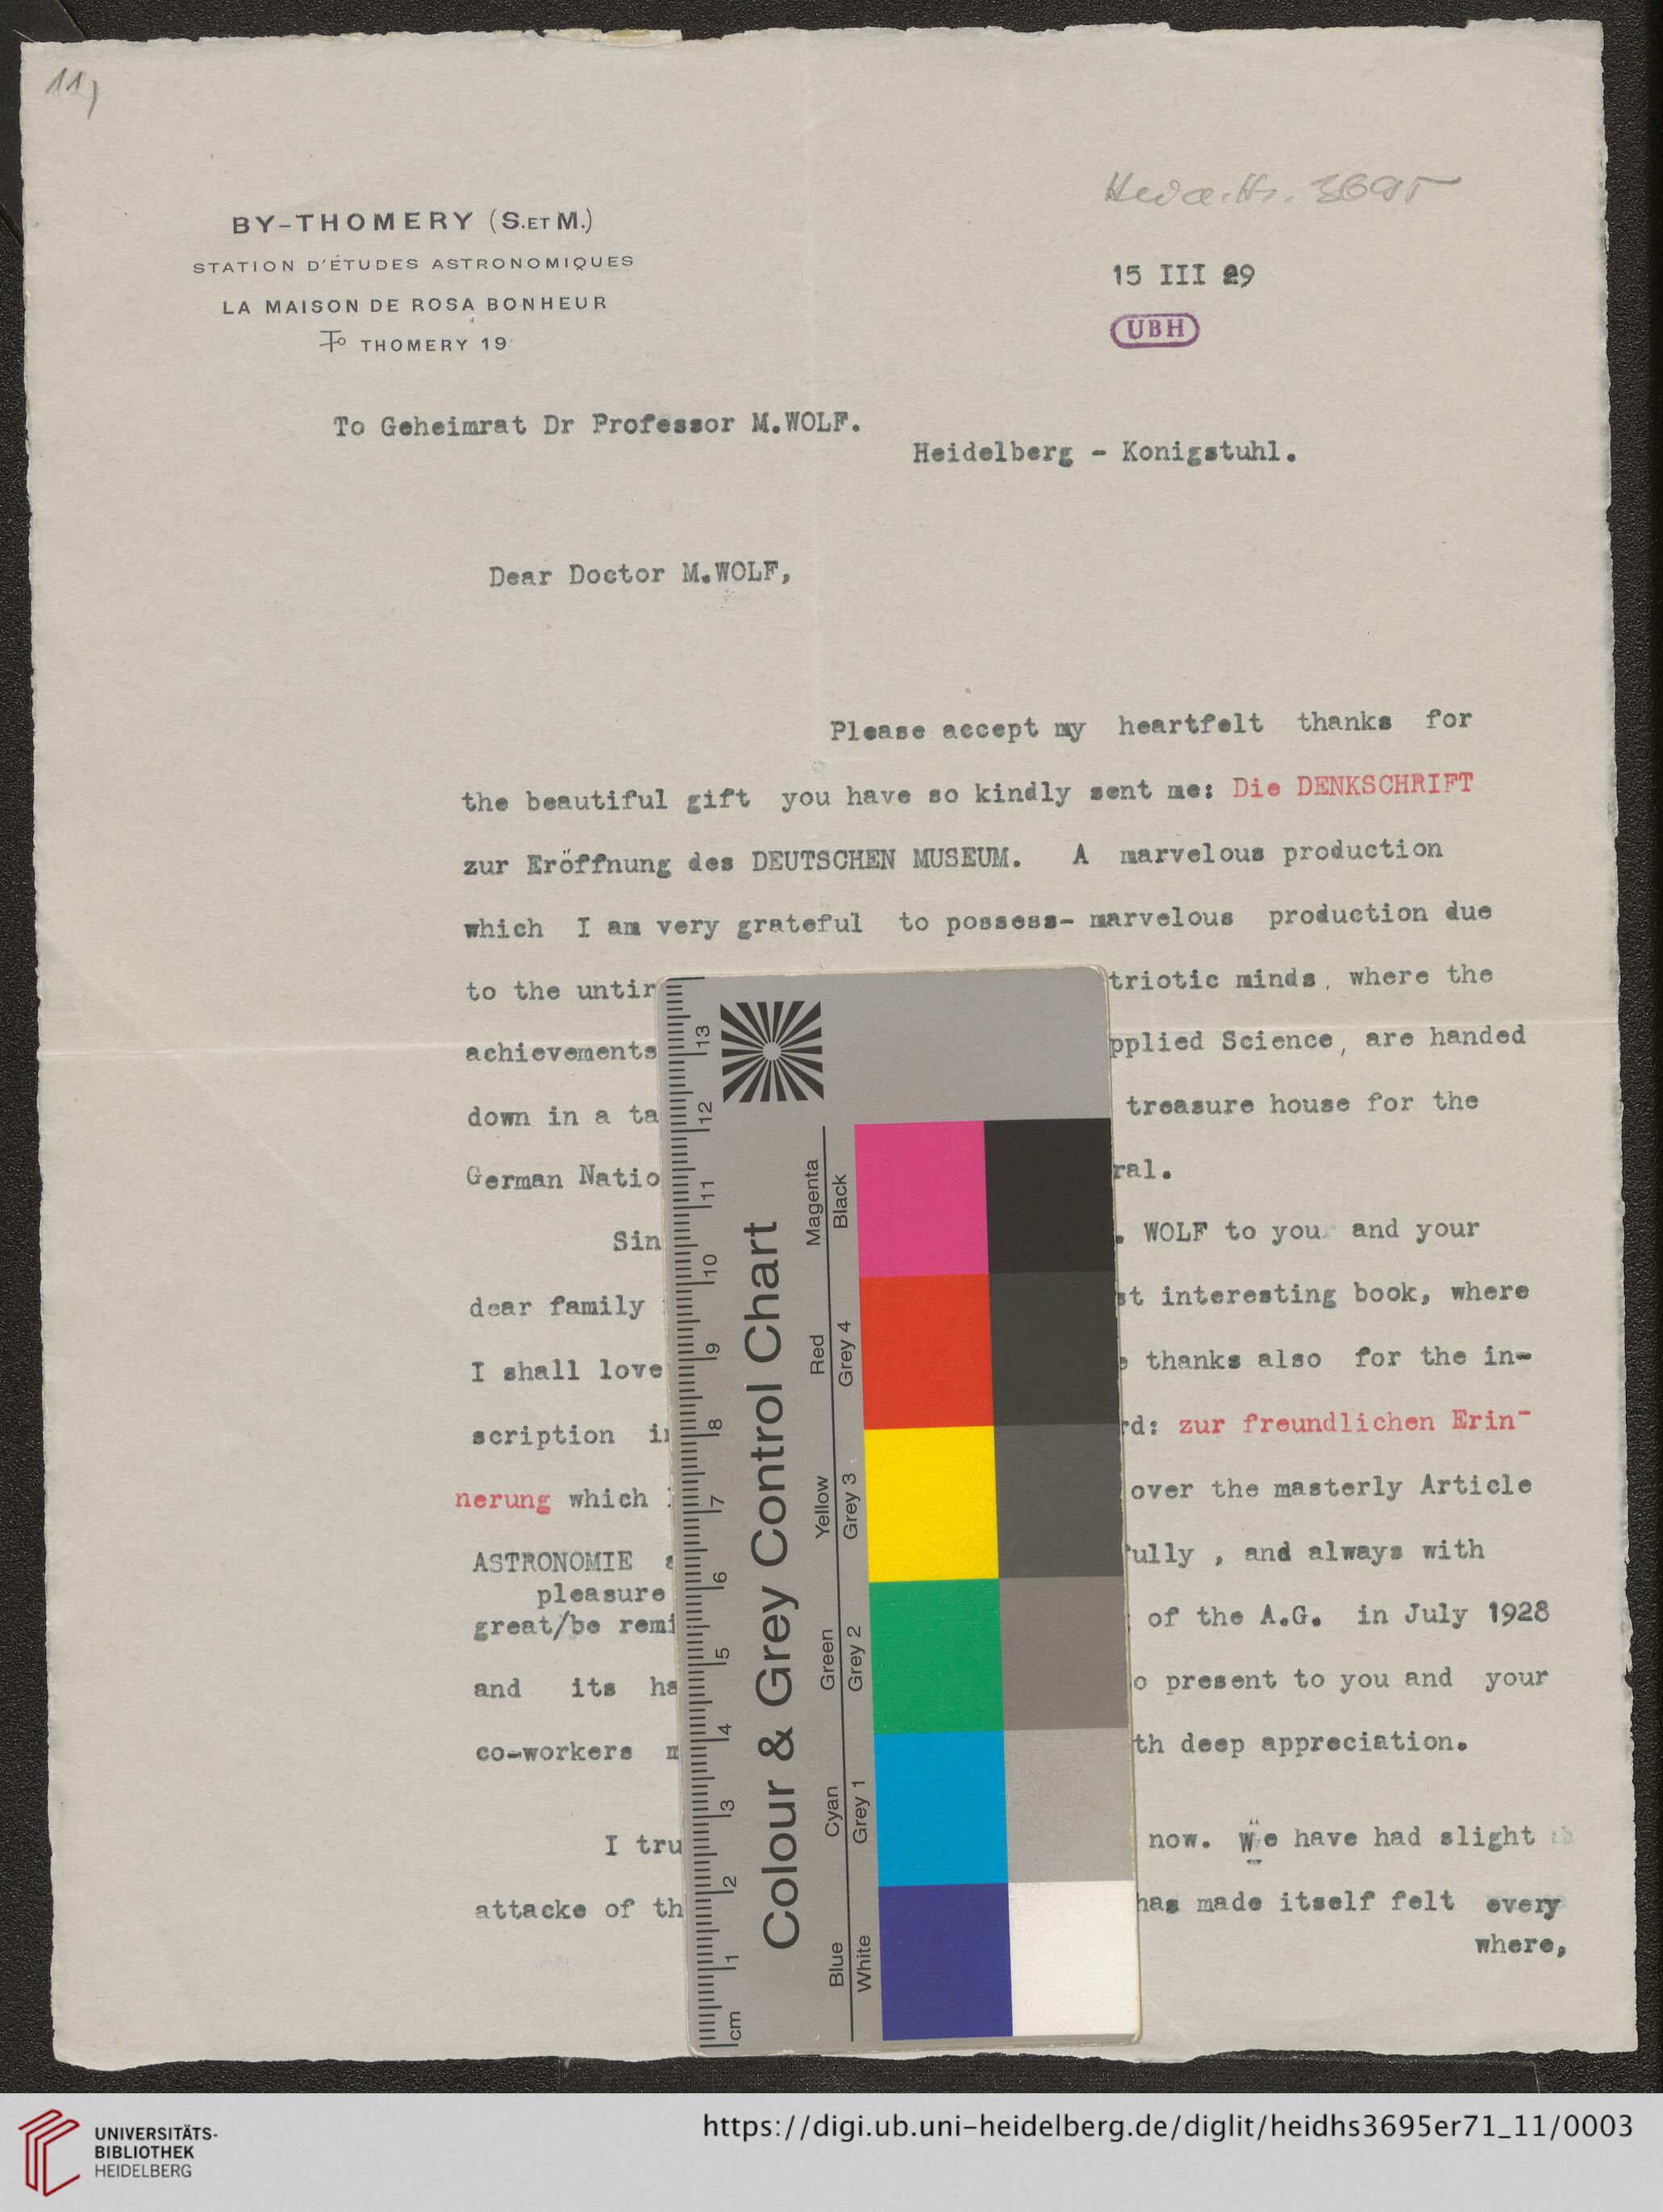 11)
Heid. Hs. 3695
BY-THOMERY (S. ET M.)
STATION D'ÉTUDES ASTRONOMIQUES
LA MAISON DE ROSA BONHEUR
THOMERY 19
15 III 29
UBH
To Geheimrat Dr Professor M.WOLF.
Heidelberg - Konigstuhl.
Dear Doctor M.WOLF,
Please accept my heartfelt thanks for
the beautiful gift you have so kindly sent me: Die DENKSCHRIFT
zur Eröffnung des DEUTSCHEN MUSEUM. A marvelous production
which I am very grateful to possess- marvelous production due
to the untir triotic minds, where the
achievements pplied Science, are handed
down in a ta treasure house for the
German Natio ral.
Sin . WOLF to you and your
dear family st interesting book, where
I shall love e thanks also for the in-
scription in rd: zur freundlichen Erin-
nerung which over the masterly Article
ASTRONOMIE fully , and always with
pleasure
great/be remi of the A.G. in July 1928
and its ha o present to you and your
co-workers m th deep appreciation.
I tru now. We have had slight
attacke of th has made itself felt every
where,
Colour & Grey Control Chart
Magenta
Black
Red
Grey 4
Yellow
Grey 3
Green
Grey 2
Cyan
Grey 1
Blue
White
13
12
11
10
9
8
7
6
5
4
3
2
1
cm
UNIVERSITÄTS-
BIBLIOTHEK
HEIDELBERG
https://digi.ub.uni-heidelberg.de/diglit/heidhs3695er71_11/0003